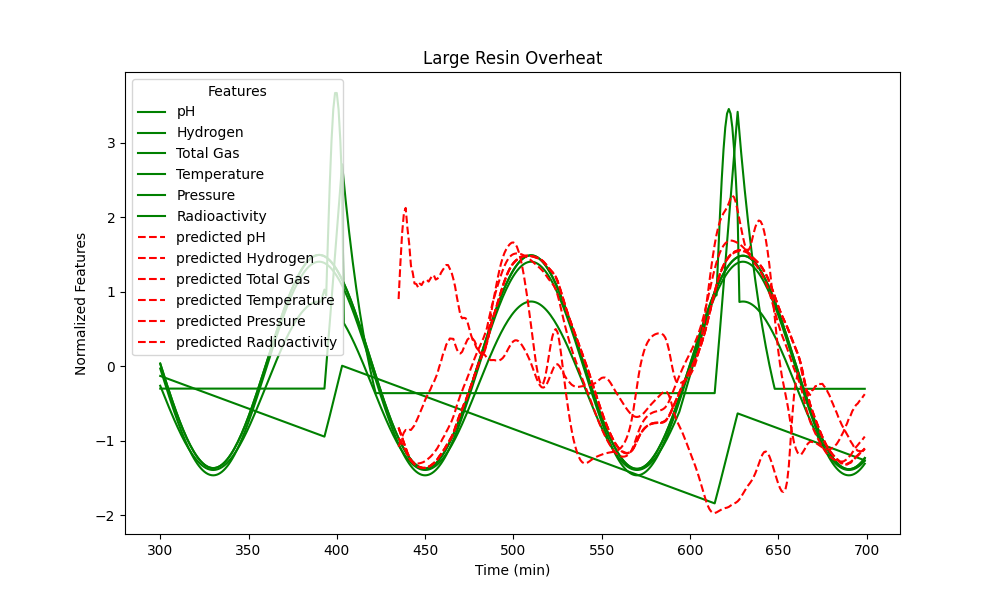 Large Resin Overheat
Features
pH
Hydrogen
Total Gas
Temperature
Pressure
Radioactivity
predicted pH
predicted Hydrogen
predicted Total Gas
predicted Temperature
predicted Pressure
predicted Radioactivity
Normalized Features
3
2
1
0
−1
−2
300
350
400
450
500
550
600
650
700
Time (min)